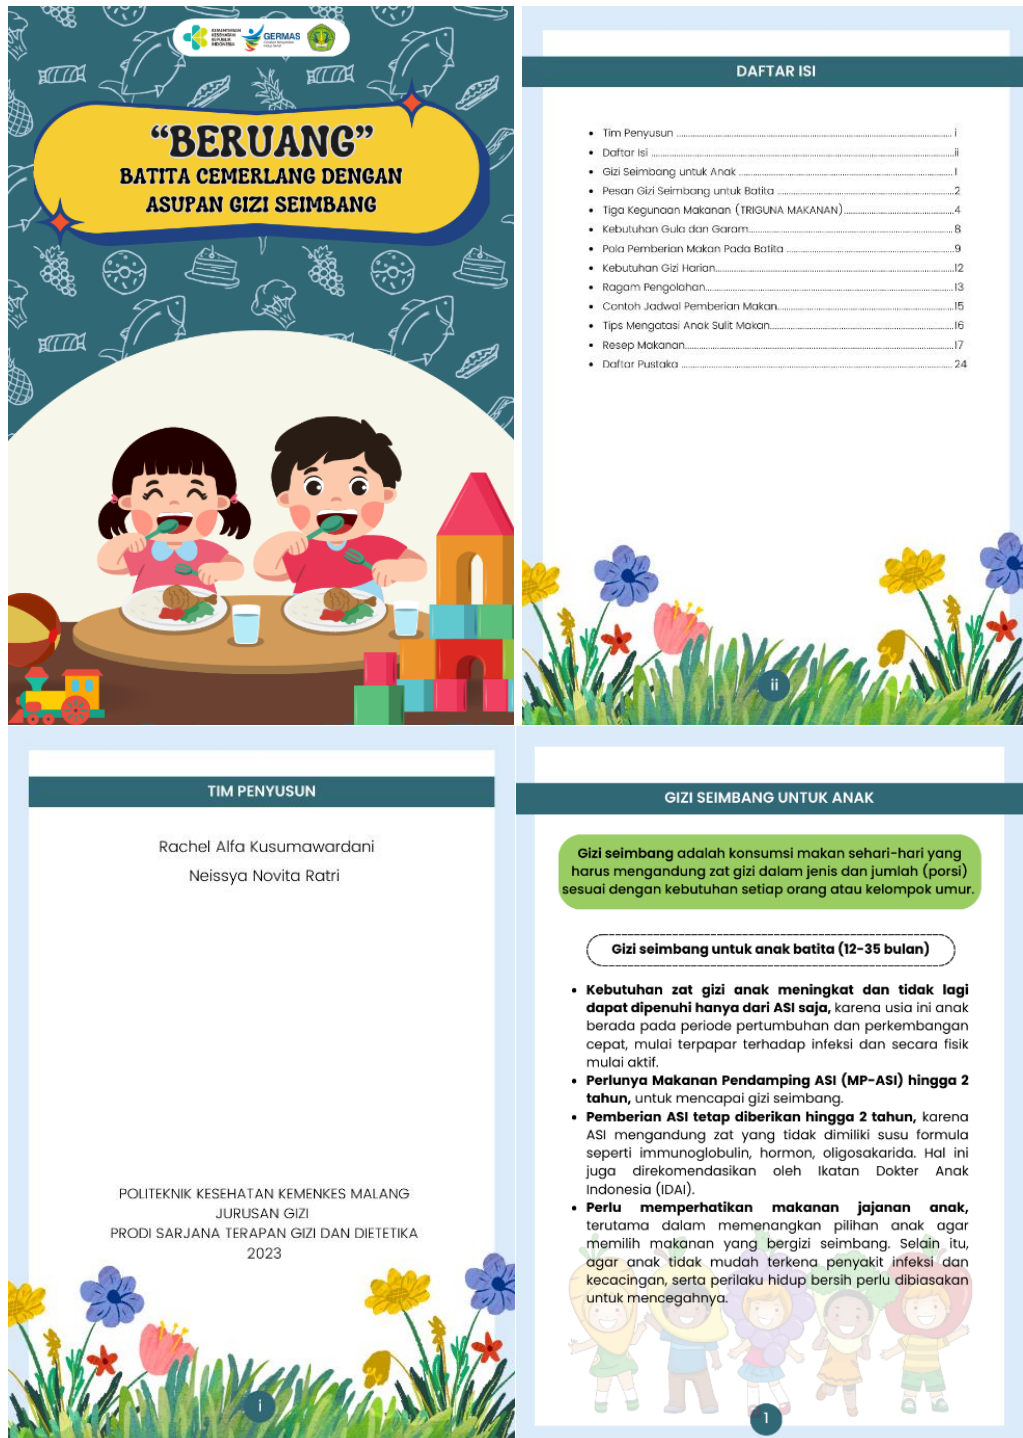 KEMENTERIAN
KESEHATAN
REPUBLIK
INDONESIA
GERMAS
"BERUANG"
BATITA CEMERLANG DENGAN
ASUPAN GIZI SEIMBANG
DAFTAR ISI
• Tim Penyusun ........ i
• Daftar Isi ........ ii
• Gizi Seimbang untuk Anak ........ 1
• Pesan Gizi Seimbang untuk Batita ........ 2
• Tiga Kegunaan Makanan (TRIGUNA MAKANAN) ........ 4
• Kebutuhan Gula dan Garam ........ 8
• Pola Pemberian Makan Pada Batita ........ 9
• Kebutuhan Gizi Harian ........ 12
• Ragam Pengolahan ........ 13
• Contoh Jadwal Pemberian Makan ........ 15
• Tips Mengatasi Anak Sulit Makan ........ 16
• Resep Makanan ........ 17
• Daftar Pustaka ........ 24
ii
TIM PENYUSUN
Rachel Alfa Kusumawardani
Neissya Novita Ratri
POLITEKNIK KESEHATAN KEMENKES MALANG
JURUSAN GIZI
PRODI SARJANA TERAPAN GIZI DAN DIETETIKA
2023
i
GIZI SEIMBANG UNTUK ANAK
Gizi seimbang adalah konsumsi makan sehari-hari yang
harus mengandung zat gizi dalam jenis dan jumlah (porsi)
sesuai dengan kebutuhan setiap orang atau kelompok umur.
Gizi seimbang untuk anak batita (12-35 bulan)
• Kebutuhan zat gizi anak meningkat dan tidak lagi
dapat dipenuhi hanya dari ASI saja, karena usia ini anak
berada pada periode pertumbuhan dan perkembangan
cepat, mulai terpapar terhadap infeksi dan secara fisik
mulai aktif.
• Perlunya Makanan Pendamping ASI (MP-ASI) hingga 2
tahun, untuk mencapai gizi seimbang.
• Pemberian ASI tetap diberikan hingga 2 tahun, karena
ASI mengandung zat yang tidak dimiliki susu formula
seperti immunoglobulin, hormon, oligosakarida. Hal ini
juga direkomendasikan oleh Ikatan Dokter Anak
Indonesia (IDAI).
• Perlu memperhatikan makanan jajanan anak,
terutama dalam memenangkan pilihan anak agar
memilih makanan yang bergizi seimbang. Selain itu,
agar anak tidak mudah terkena penyakit infeksi dan
kecacingan, serta perilaku hidup bersih perlu dibiasakan
untuk mencegahnya.
1